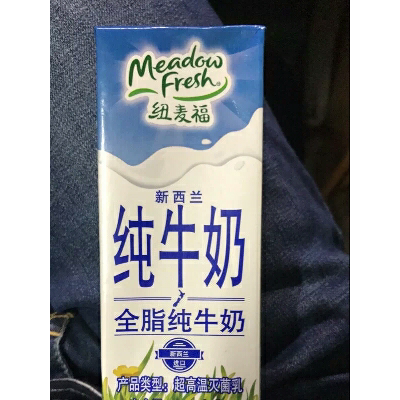 Meadow
Fresh
纽麦福
新西兰
纯牛奶
全脂纯牛奶
新西兰
进口
产品类型：超高温灭菌乳